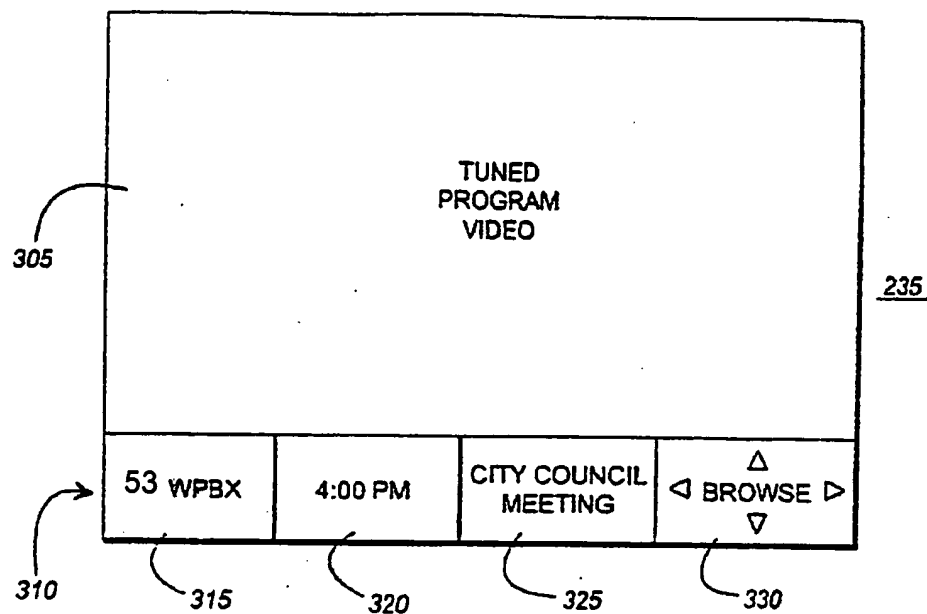 TUNED
PROGRAM
VIDEO
305
235
53 WPBX
4:00 PM
CITY COUNCIL
MEETING
BROWSE
310
315
320
325
330